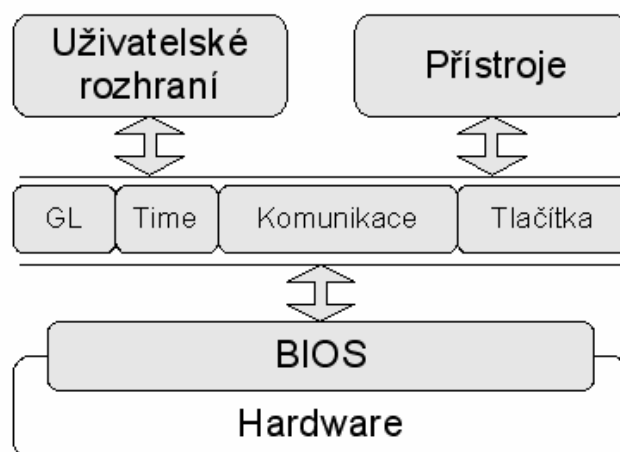 Uživatelské
rozhraní
Přístroje
GL
Time
Komunikace
Tlačítka
BIOS
Hardware